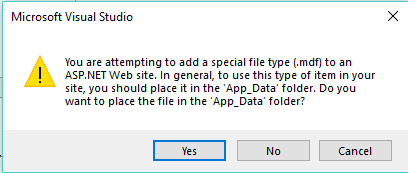 Microsoft Visual Studio
You are attempting to add a special file type (.mdf) to an
ASP.NET Web site. In general, to use this type of item in your
site, you should place it in the 'App_Data' folder. Do you
want to place the file in the 'App_Data' folder?
Yes No Cancel